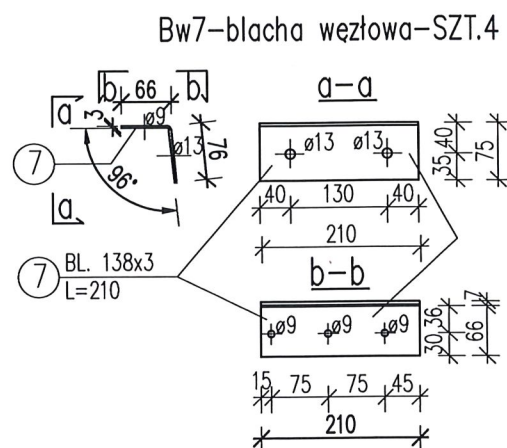 Bw7-blacha węzłowa-SZT.4
b 66 b
a-a
a 3 ø9
ø13 76
7
96°
a
ø13 ø13
40 35 75
40 130 40
210
7 BL. 138x3
L=210
b-b
ø9 ø9 ø9
7 36 30 66
15 75 75 45
210